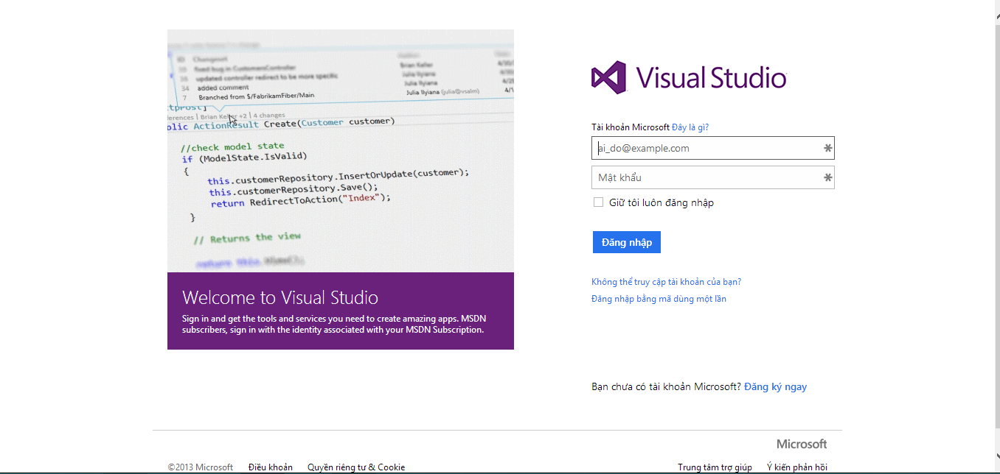 ID Changeset
38 fixed bug in CustomersController Brian Keller
36 updated controller redirect to be more specific Julia Ilyiana
34 added comment Julia Ilyiana
7 Branched from $/FabrikamFiber/Main Julia Ilyiana (julia@vsalm) 4/1
ttpPost]
ferences | Brian Keller +2 | 4 changes
blic ActionResult Create(Customer customer)
//check model state
if (ModelState.IsValid)
{
this.customerRepository.InsertOrUpdate(customer);
this.customerRepository.Save();
return RedirectToAction("Index");
}
// Returns the view
Welcome to Visual Studio
Sign in and get the tools and services you need to create amazing apps. MSDN
subscribers, sign in with the identity associated with your MSDN Subscription.
Visual Studio
Tài khoản Microsoft Đây là gì?
ai_do@example.com
Mật khẩu
Giữ tôi luôn đăng nhập
Đăng nhập
Không thể truy cập tài khoản của bạn?
Đăng nhập bằng mã dùng một lần
Bạn chưa có tài khoản Microsoft? Đăng ký ngay
Microsoft
©2013 Microsoft Điều khoản Quyền riêng tư & Cookie Trung tâm trợ giúp Ý kiến phản hồi